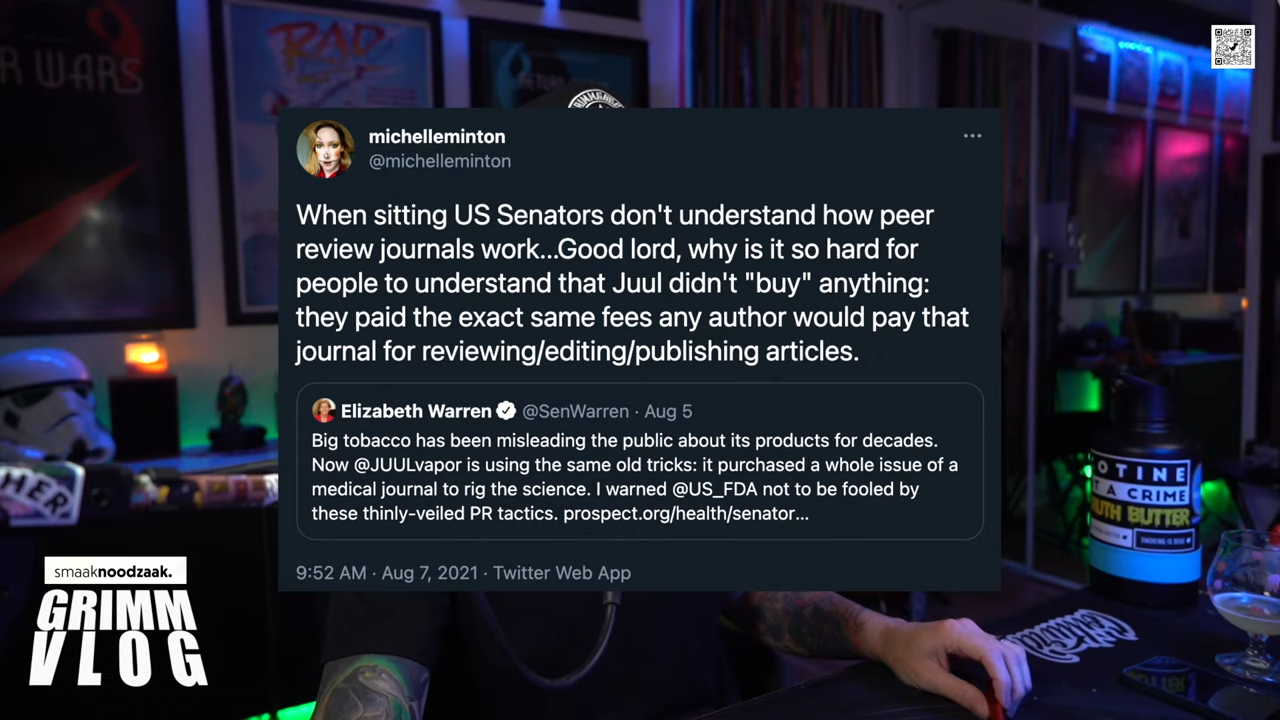 R WARS
RAD
michelleminton
@michelleminton
When sitting US Senators don't understand how peer
review journals work...Good lord, why is it so hard for
people to understand that Juul didn't "buy" anything:
they paid the exact same fees any author would pay that
journal for reviewing/editing/publishing articles.
Elizabeth Warren @SenWarren · Aug 5
Big tobacco has been misleading the public about its products for decades.
Now @JUULvapor is using the same old tricks: it purchased a whole issue of a
medical journal to rig the science. I warned @US_FDA not to be fooled by
these thinly-veiled PR tactics. prospect.org/health/senator...
9:52 AM · Aug 7, 2021 · Twitter Web App
HER
OTINE
T A CRIME
UTH BUTTER
smaaknoodzaak.
GRIMM
VLOG